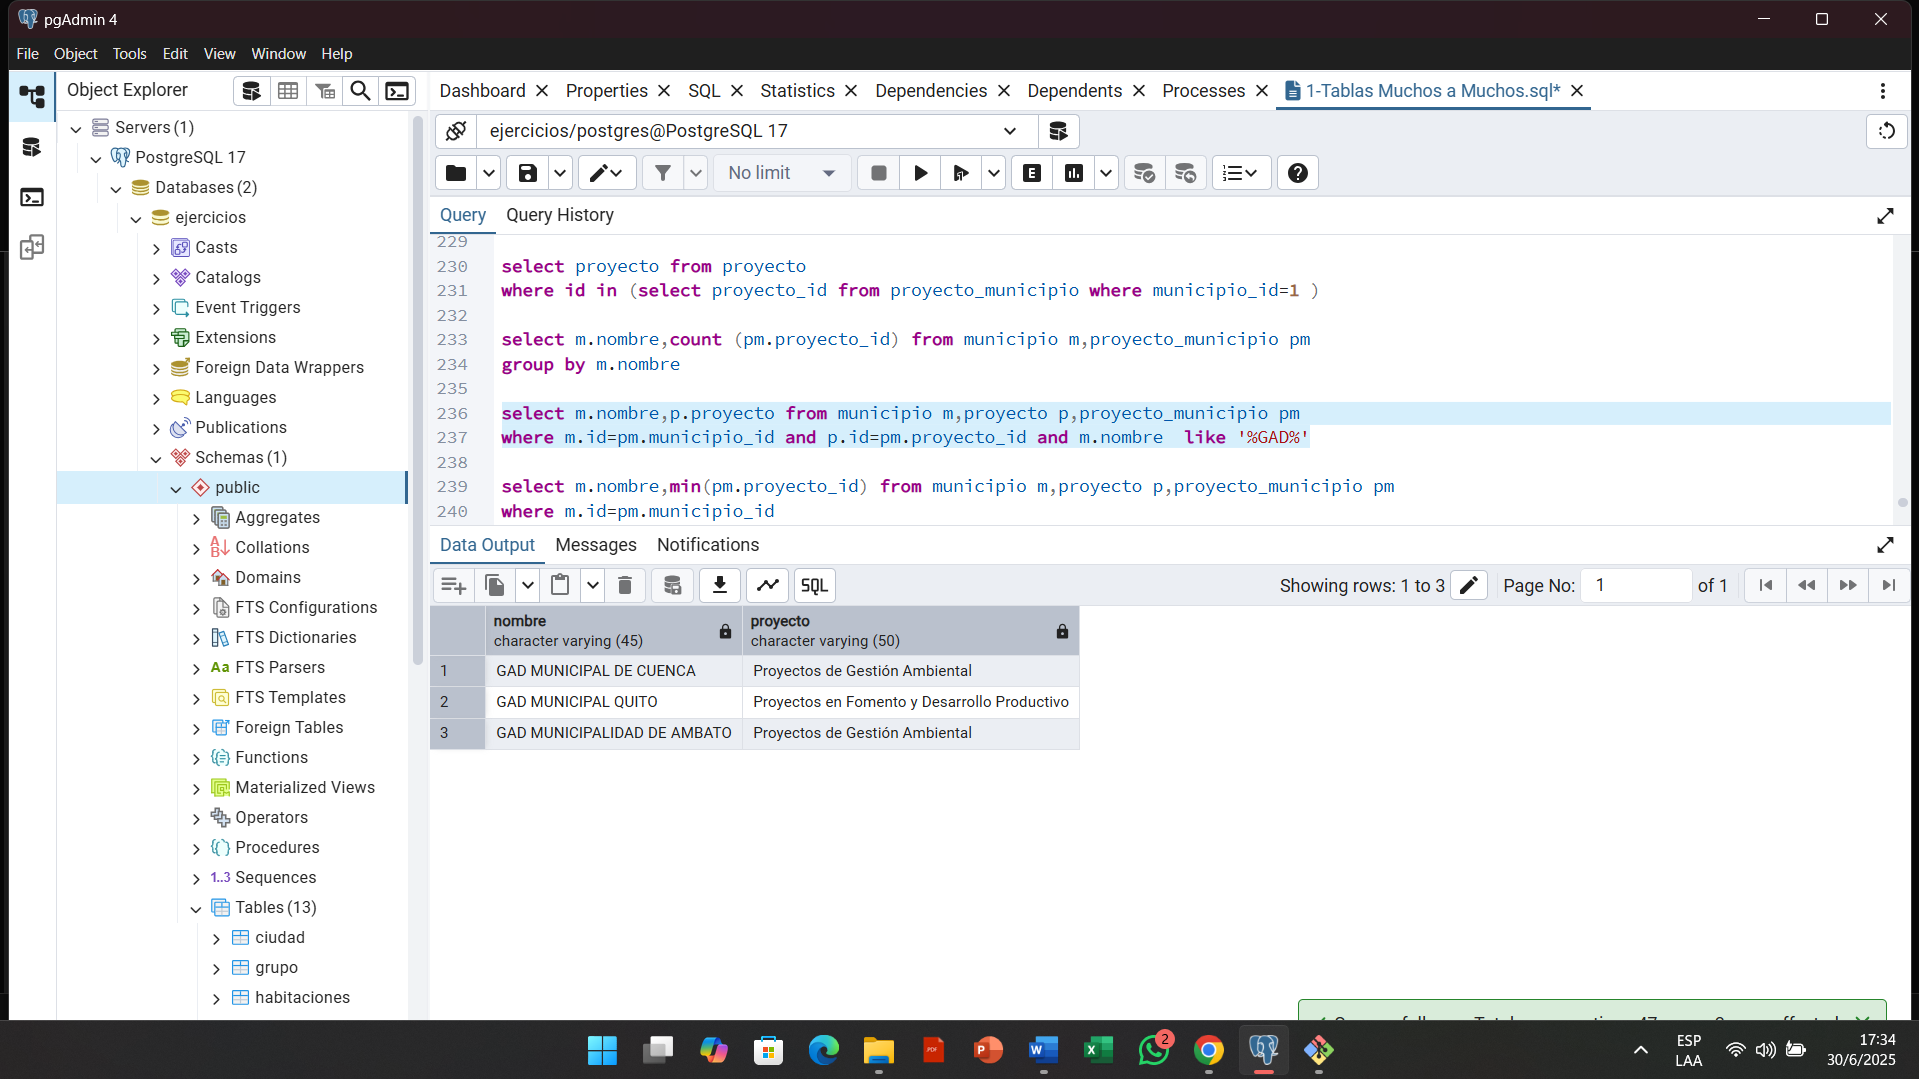 pgAdmin 4
File Object Tools Edit View Window Help
Object Explorer
Dashboard Properties SQL Statistics Dependencies Dependents Processes 1-Tablas Muchos a Muchos.sql*
Servers (1)
PostgreSQL 17
Databases (2)
ejercicios
Casts
Catalogs
Event Triggers
Extensions
Foreign Data Wrappers
Languages
Publications
Schemas (1)
public
Aggregates
Collations
Domains
FTS Configurations
FTS Dictionaries
Aa FTS Parsers
FTS Templates
Foreign Tables
Functions
Materialized Views
Operators
Procedures
1..3 Sequences
Tables (13)
ciudad
grupo
habitaciones
ejercicios/postgres@PostgreSQL 17
No limit
E
Query Query History
229
230 select proyecto from proyecto
231 where id in (select proyecto_id from proyecto_municipio where municipio_id=1 )
232
233 select m.nombre,count (pm.proyecto_id) from municipio m,proyecto_municipio pm
234 group by m.nombre
235
236 select m.nombre,p.proyecto from municipio m,proyecto p,proyecto_municipio pm
237 where m.id=pm.municipio_id and p.id=pm.proyecto_id and m.nombre  like '%GAD%'
238
239 select m.nombre,min(pm.proyecto_id) from municipio m,proyecto p,proyecto_municipio pm
240 where m.id=pm.municipio_id
Data Output Messages Notifications
SQL
Showing rows: 1 to 3 Page No: 1 of 1
nombre proyecto
character varying (45) character varying (50)
1 GAD MUNICIPAL DE CUENCA Proyectos de Gestión Ambiental
2 GAD MUNICIPAL QUITO Proyectos en Fomento y Desarrollo Productivo
3 GAD MUNICIPALIDAD DE AMBATO Proyectos de Gestión Ambiental
2
ESP
LAA
17:34
30/6/2025